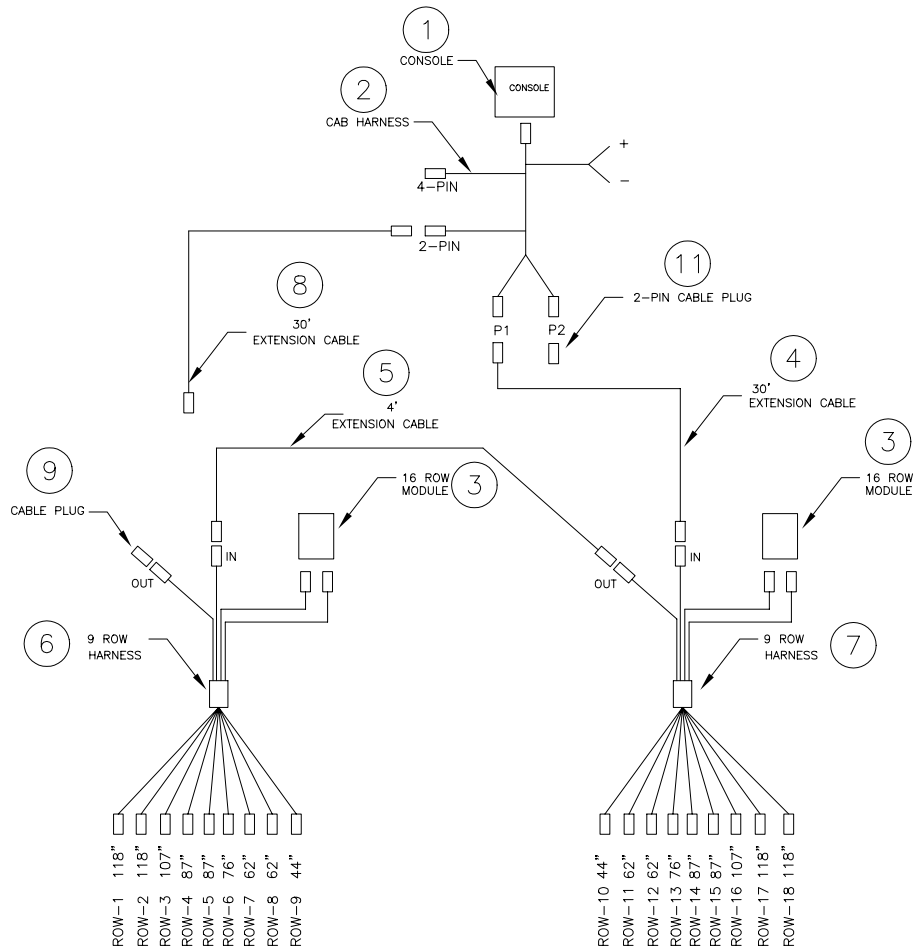 1
CONSOLE
CONSOLE
2
CAB HARNESS
+
−
4-PIN
2-PIN
11
2-PIN CABLE PLUG
8
30'
EXTENSION CABLE
P1
P2
5
4'
EXTENSION CABLE
4
30'
EXTENSION CABLE
9
CABLE PLUG
16 ROW
MODULE
3
3
16 ROW
MODULE
IN
OUT
IN
OUT
6
9 ROW
HARNESS
9 ROW
HARNESS
7
ROW-1 118"
ROW-2 118"
ROW-3 107"
ROW-4 87"
ROW-5 87"
ROW-6 76"
ROW-7 62"
ROW-8 62"
ROW-9 44"
ROW-10 44"
ROW-11 62"
ROW-12 62"
ROW-13 76"
ROW-14 87"
ROW-15 87"
ROW-16 107"
ROW-17 118"
ROW-18 118"